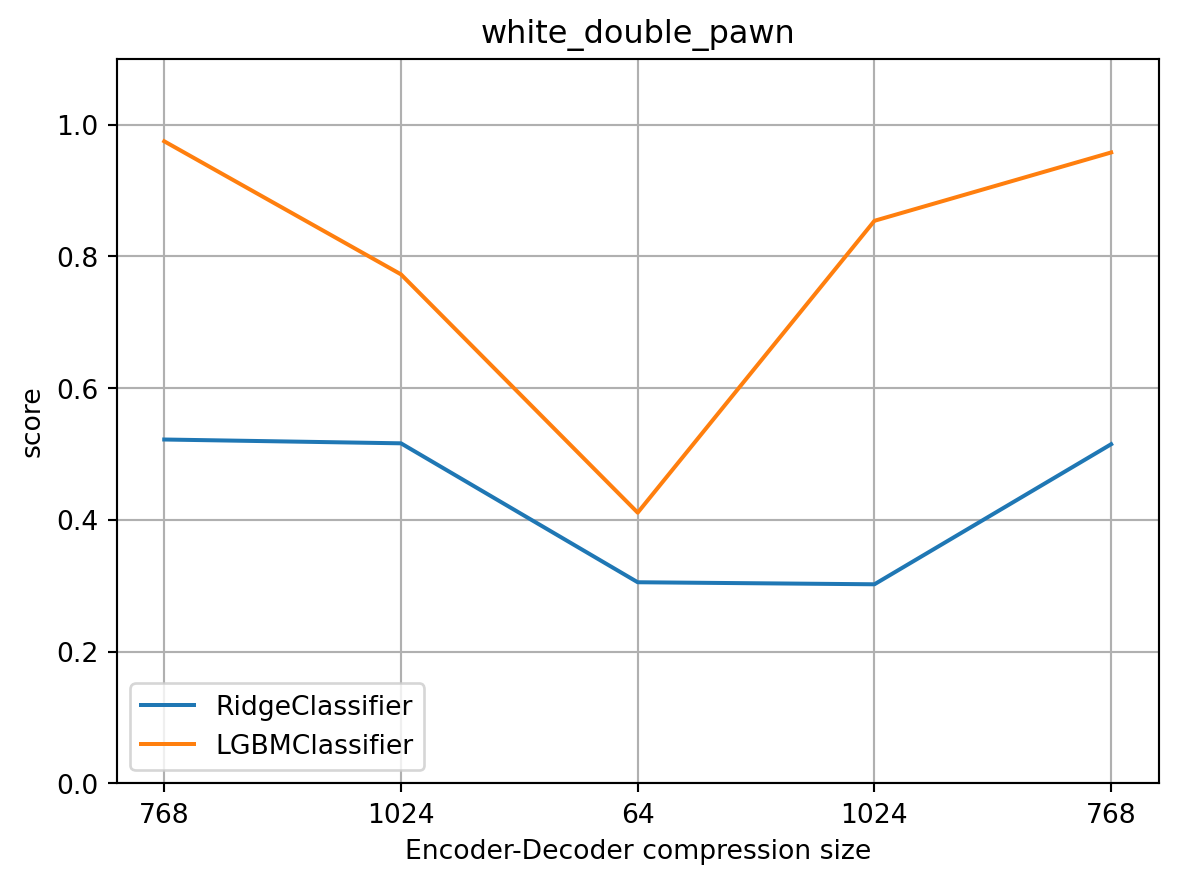 white_double_pawn
1.0
0.8
0.6
0.4
0.2
0.0
score
RidgeClassifier
LGBMClassifier
768 1024 64 1024 768
Encoder-Decoder compression size